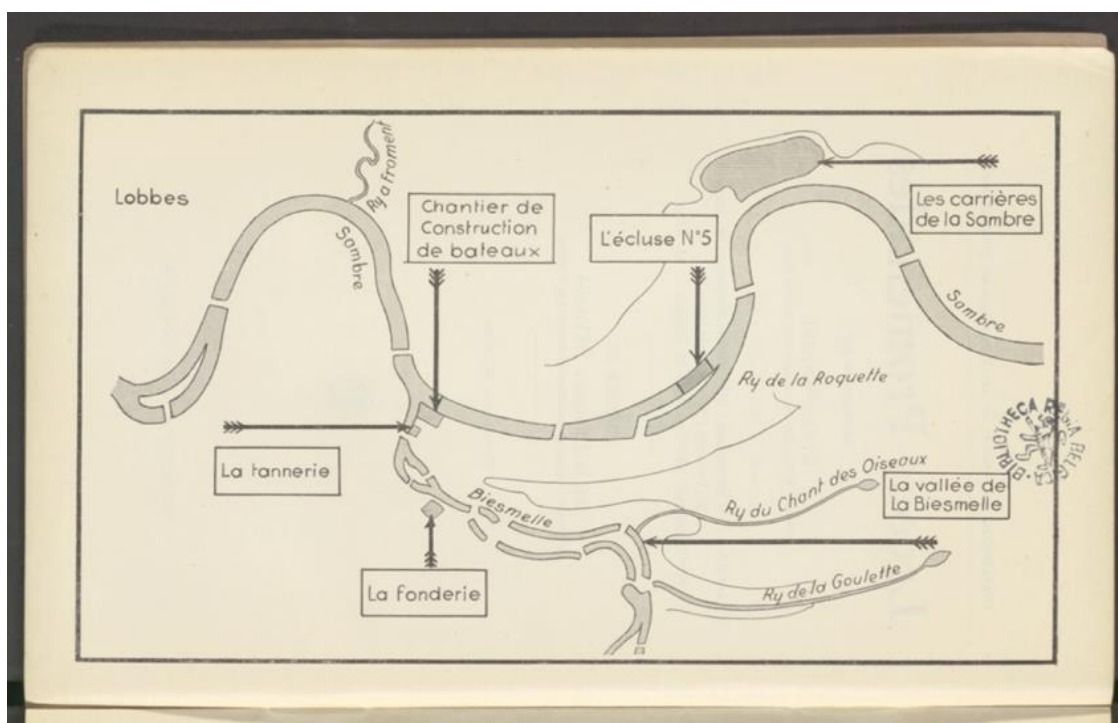 Lobbes
Ry à froment
Sambre
Chantier de
Construction
de bateaux
L'écluse N°5
Les carrières
de la Sambre
Sambre
Ry de la Roquette
BIBLIOTHECA REGIA BELGICA
La tannerie
Biesmelle
Ry du Chant des Oiseaux
La vallée de
La Biesmelle
La fonderie
Ry de la Goulette